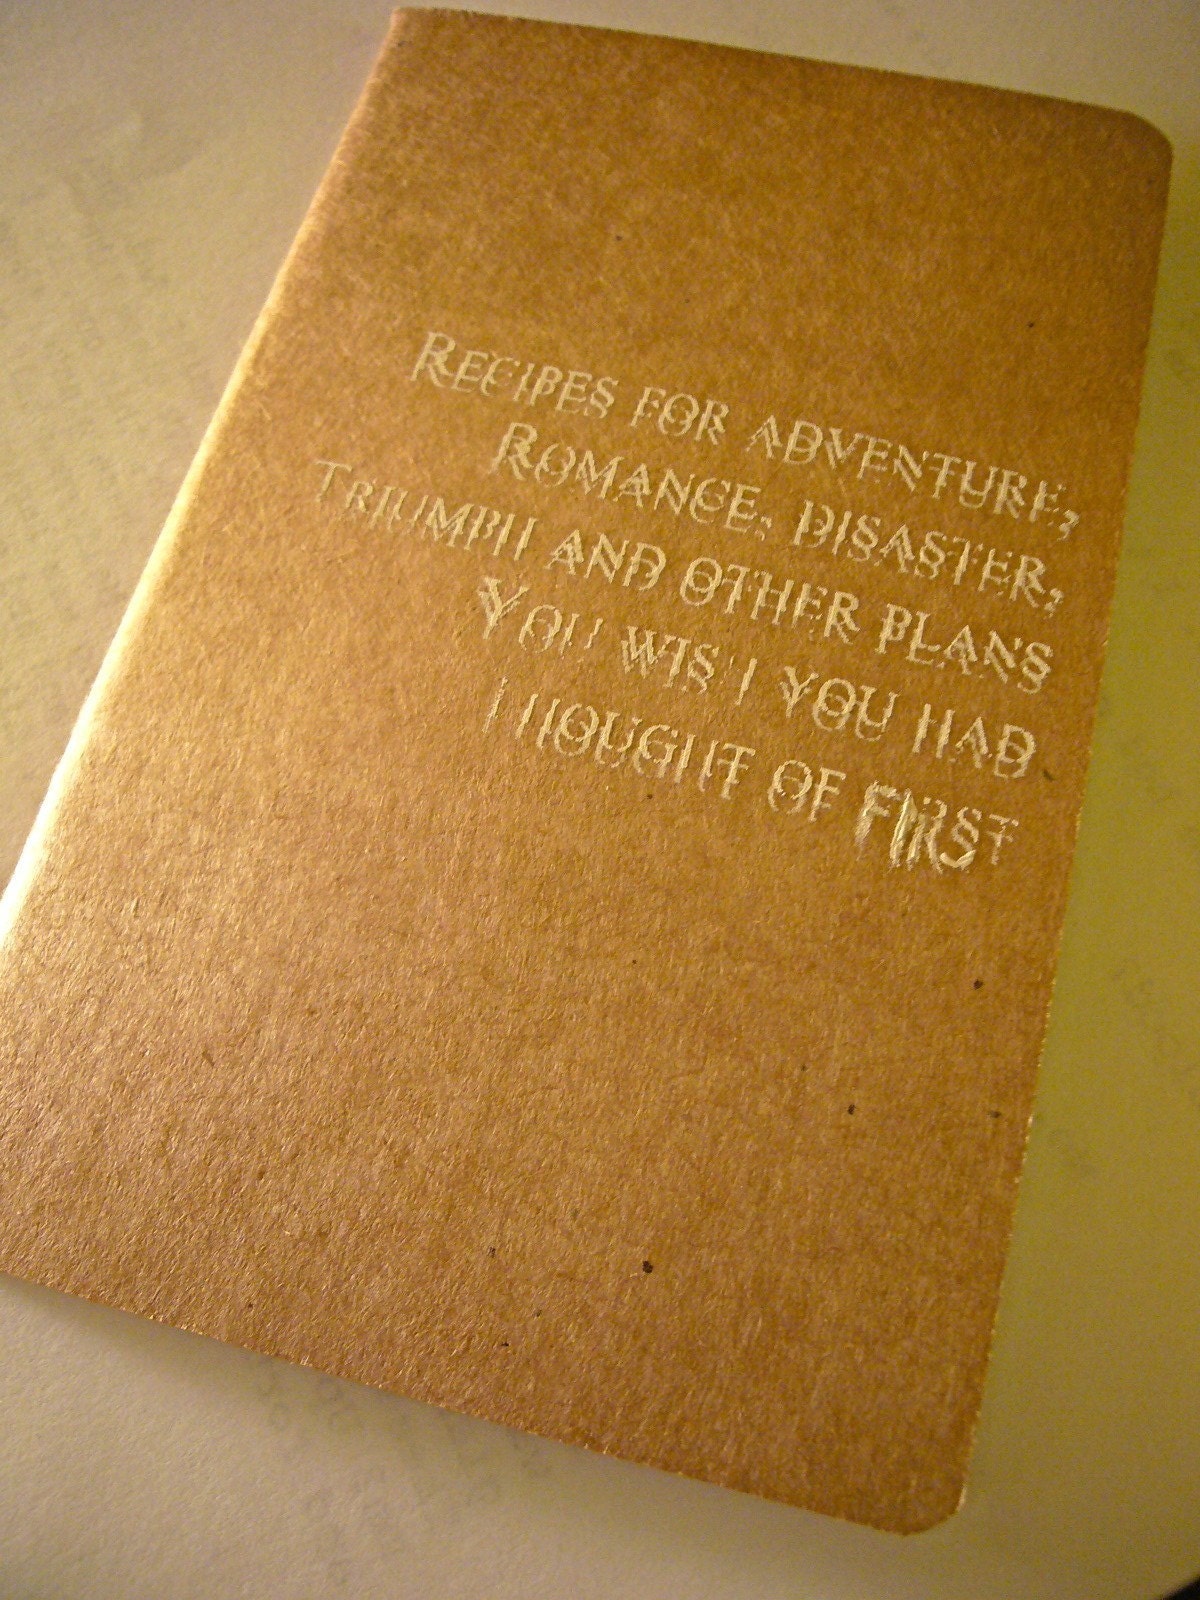 Recipes for adventure,
Romance, disaster,
Triumph and other plans
You wish you had
Thought of first